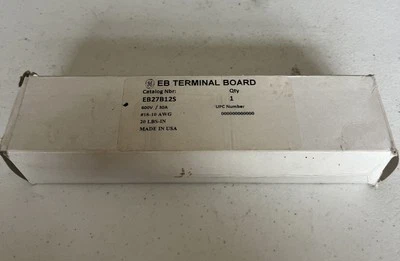 EB TERMINAL BOARD
Catalog Nbr: Qty
EB27B12S 1
600V / 30A UPC Number
#18-10 AWG 000000000000
20 LBS-IN
MADE IN USA